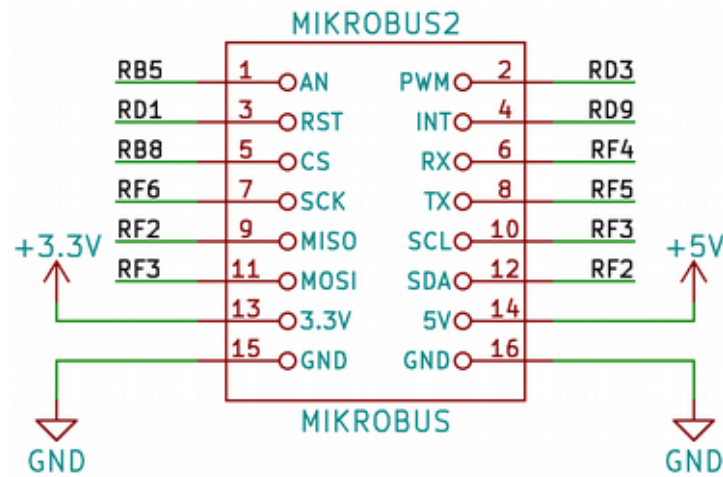 MIKROBUS2
RB5 1 AN PWM 2 RD3
RD1 3 RST INT 4 RD9
RB8 5 CS RX 6 RF4
RF6 7 SCK TX 8 RF5
+3.3V RF2 9 MISO SCL 10 RF3 +5V
RF3 11 MOSI SDA 12 RF2
13 3.3V 5V 14
15 GND GND 16
MIKROBUS
GND GND